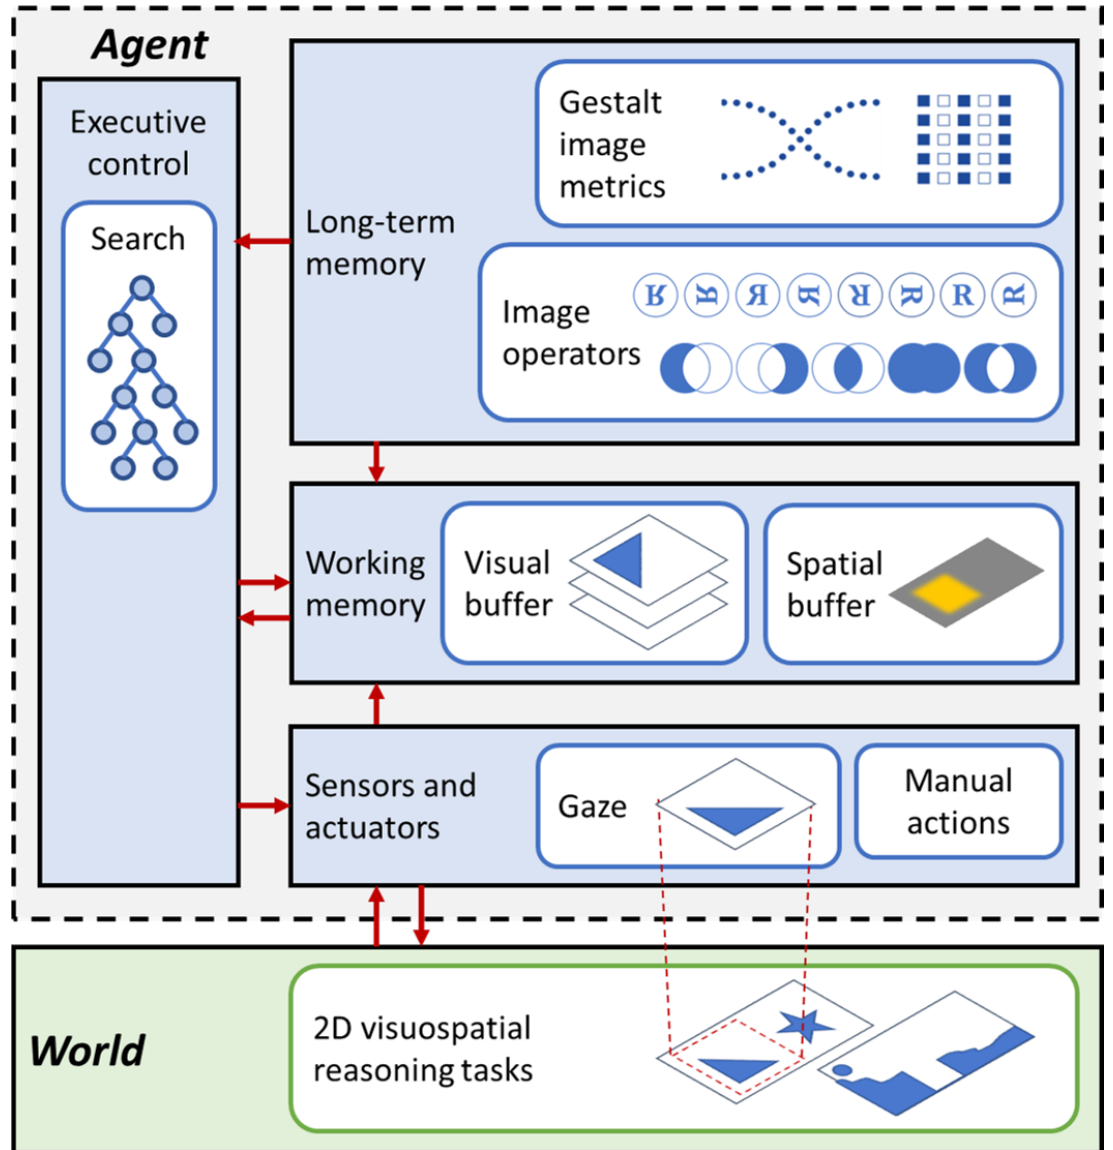 Agent
Executive
control
Search
Long-term
memory
Gestalt
image
metrics
Image
operators
R R R R R R R R
Working
memory
Visual
buffer
Spatial
buffer
Sensors and
actuators
Gaze
Manual
actions
World
2D visuospatial
reasoning tasks